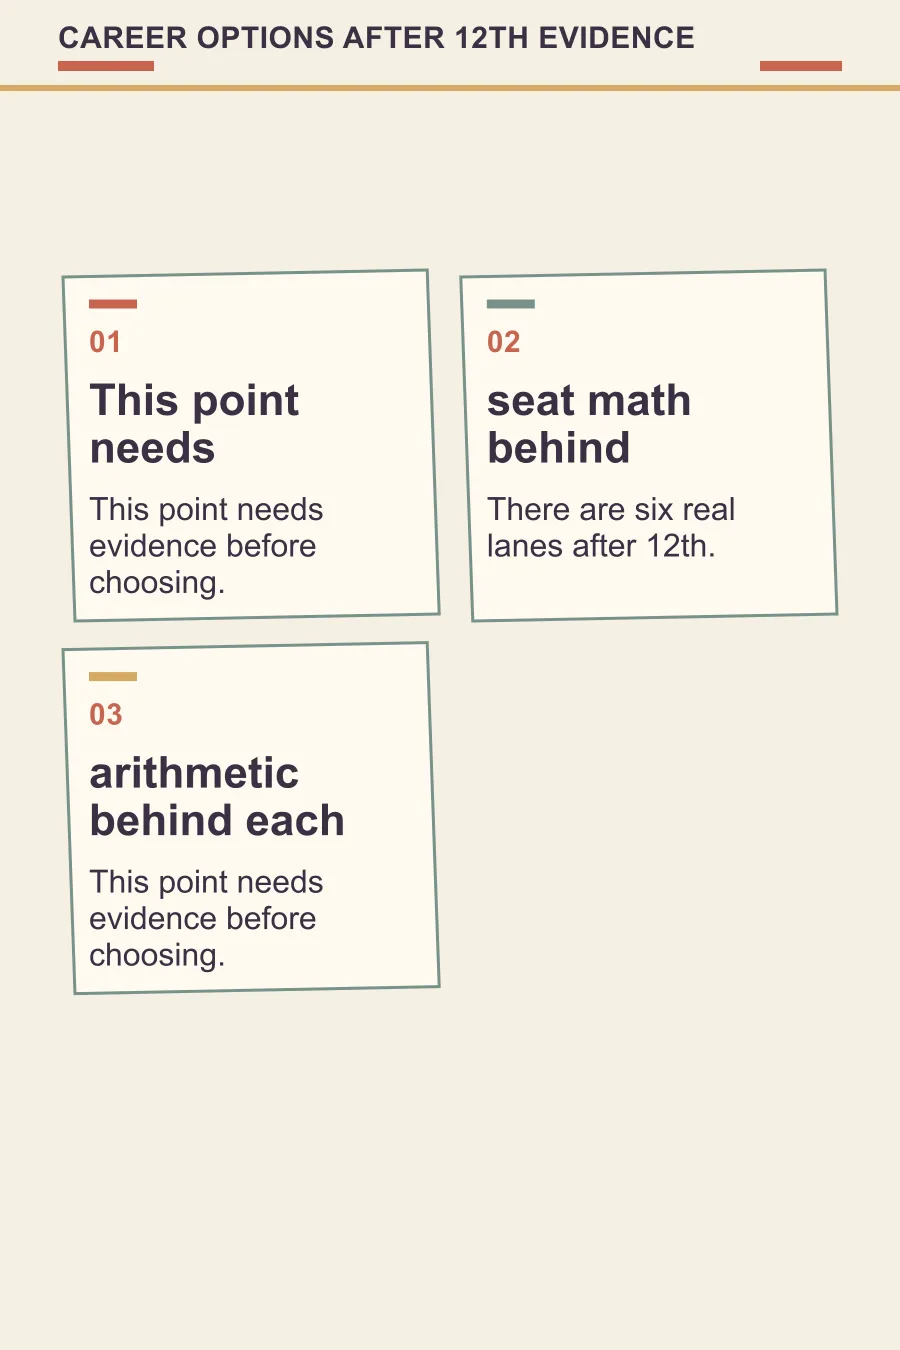 CAREER OPTIONS AFTER 12TH EVIDENCE
01
This point
needs
This point needs
evidence before
choosing.
02
seat math
behind
There are six real
lanes after 12th.
03
arithmetic
behind each
This point needs
evidence before
choosing.